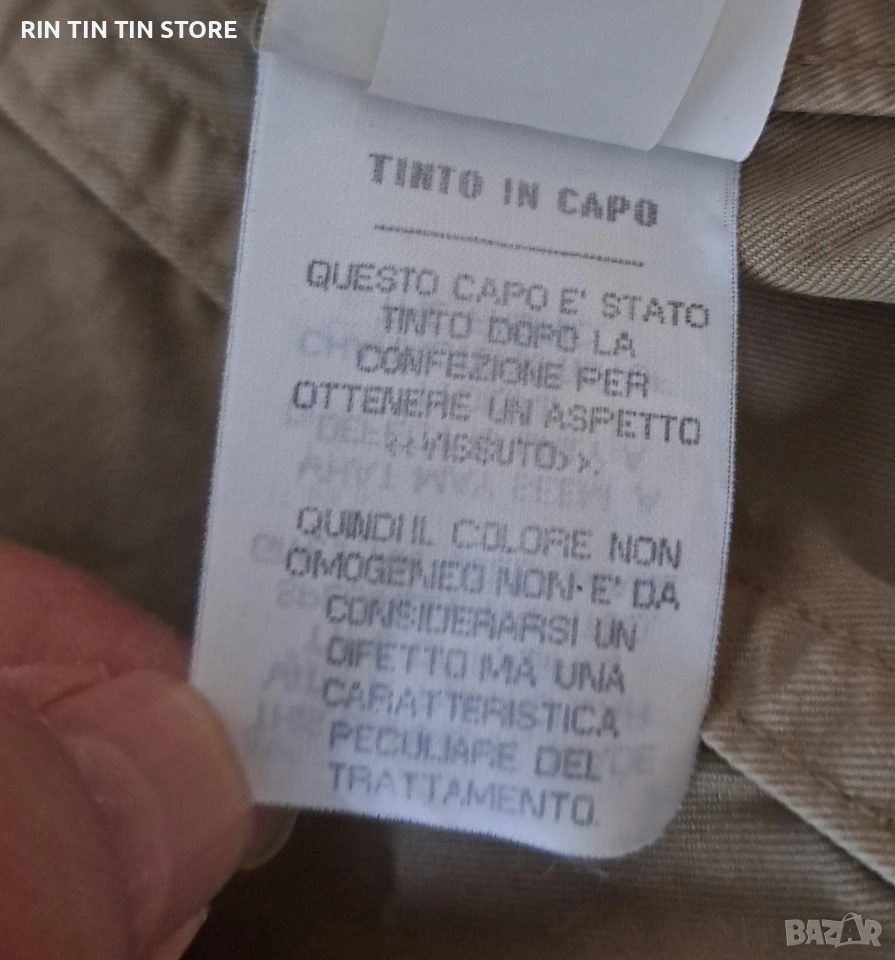 RIN TIN TIN STORE
TINTO IN CAPO
QUESTO CAPO E' STATO
TINTO DOPO LA
CONFEZIONE PER
OTTENERE UN ASPETTO
<<VISSUTO>>.
QUINDI IL COLORE NON
OMOGENEO NON E' DA
CONSIDERARSI UN
DIFETTO MA UNA
CARATTERISTICA
PECULIARE DEL
TRATTAMENTO.
BAZAR